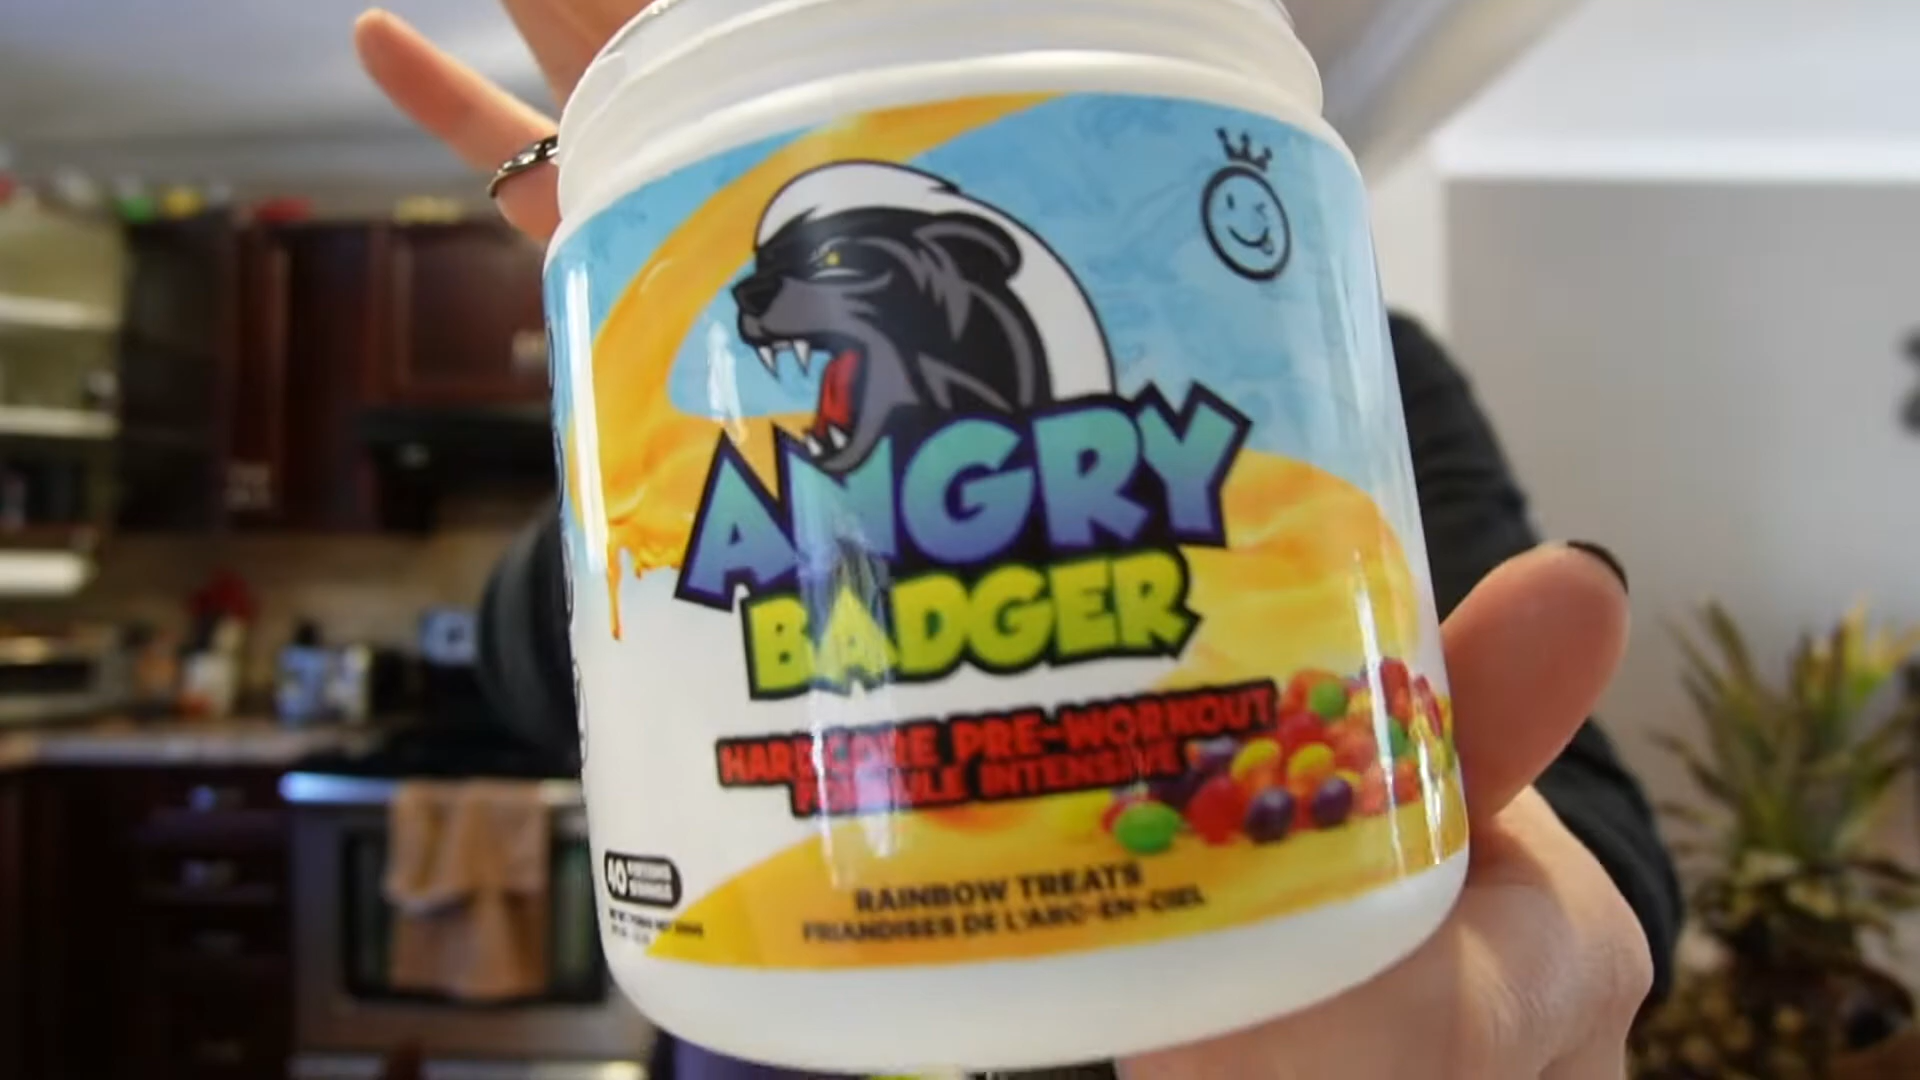 ANGRY
BADGER
HARDCORE PRE-WORKOUT
FORMULE INTENSIVE
RAINBOW TREATS
FRIANDISES DE L'ARC-EN-CIEL
40